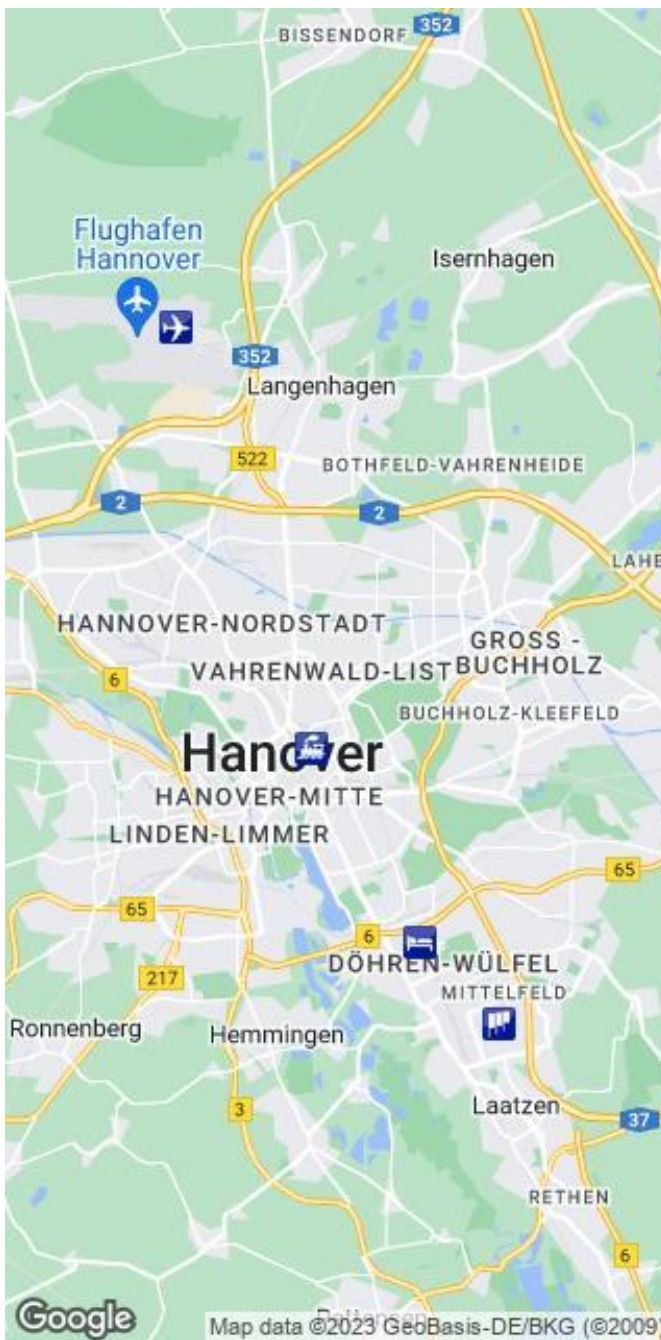 BISSENDORF
352
Flughafen
Hannover
Isernhagen
352
Langenhagen
522
BOTHFELD-VAHRENHEIDE
2
2
LAHE
HANNOVER-NORDSTADT
GROSS -
BUCHHOLZ
VAHRENWALD-LIST
6
BUCHHOLZ-KLEEFELD
Hanover
HANOVER-MITTE
LINDEN-LIMMER
65
65
6
DÖHREN-WÜLFEL
217
MITTELFELD
Ronnenberg
Hemmingen
3
Laatzen
37
RETHEN
6
Google
Map data ©2023 GeoBasis-DE/BKG (©2009